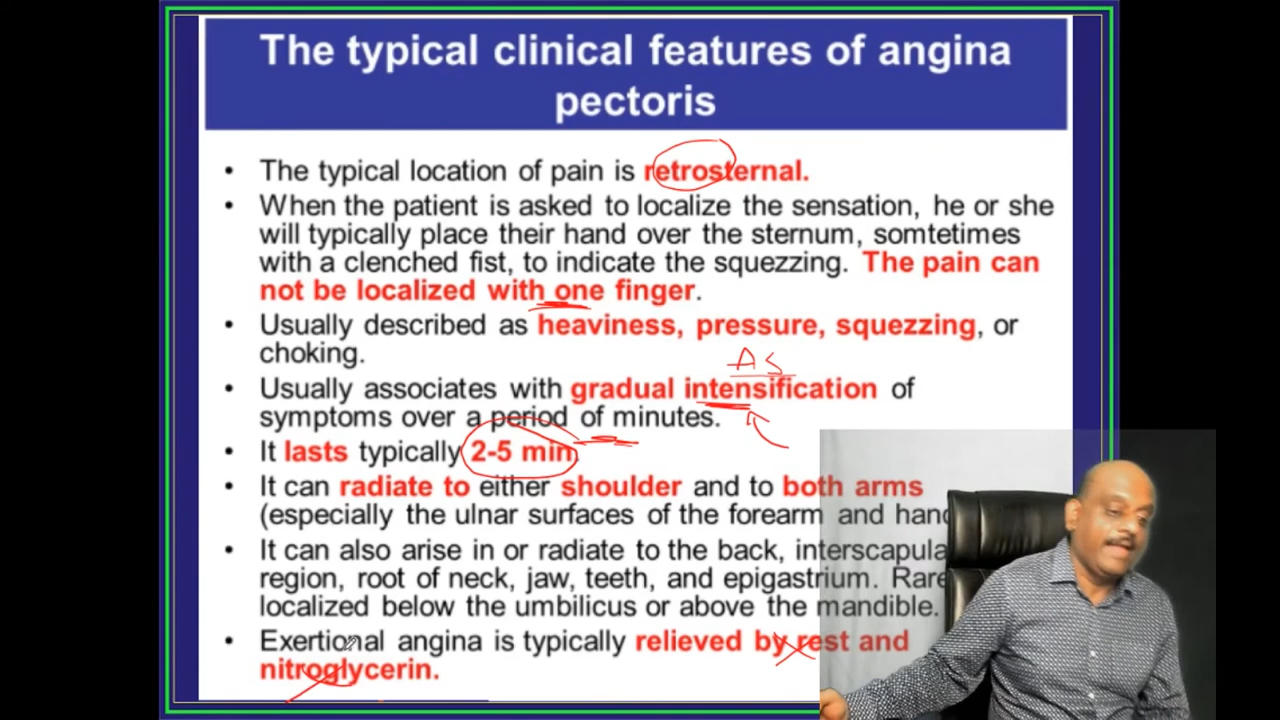 The typical clinical features of angina
pectoris
• The typical location of pain is retrosternal.
• When the patient is asked to localize the sensation, he or she
will typically place their hand over the sternum, somtetimes
with a clenched fist, to indicate the squezzing. The pain can
not be localized with one finger.
• Usually described as heaviness, pressure, squezzing, or
choking.
AS
• Usually associates with gradual intensification of
symptoms over a period of minutes.
• It lasts typically 2-5 min
• It can radiate to either shoulder and to both arms
(especially the ulnar surfaces of the forearm and hand
• It can also arise in or radiate to the back, interscapula
region, root of neck, jaw, teeth, and epigastrium. Rare
localized below the umbilicus or above the mandible.
• Exertional angina is typically relieved by rest and
nitroglycerin.